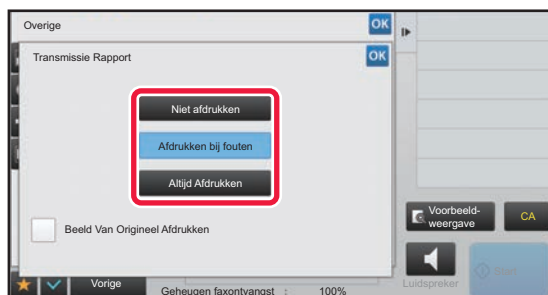 Overige
OK
Transmissie Rapport
OK
Niet afdrukken
Afdrukken bij fouten
Altijd Afdrukken
Beeld Van Origineel Afdrukken
Voorbeeld-
weergave
CA
Vorige
Geheugen faxontvangst : 100%
Luidspreker
Start